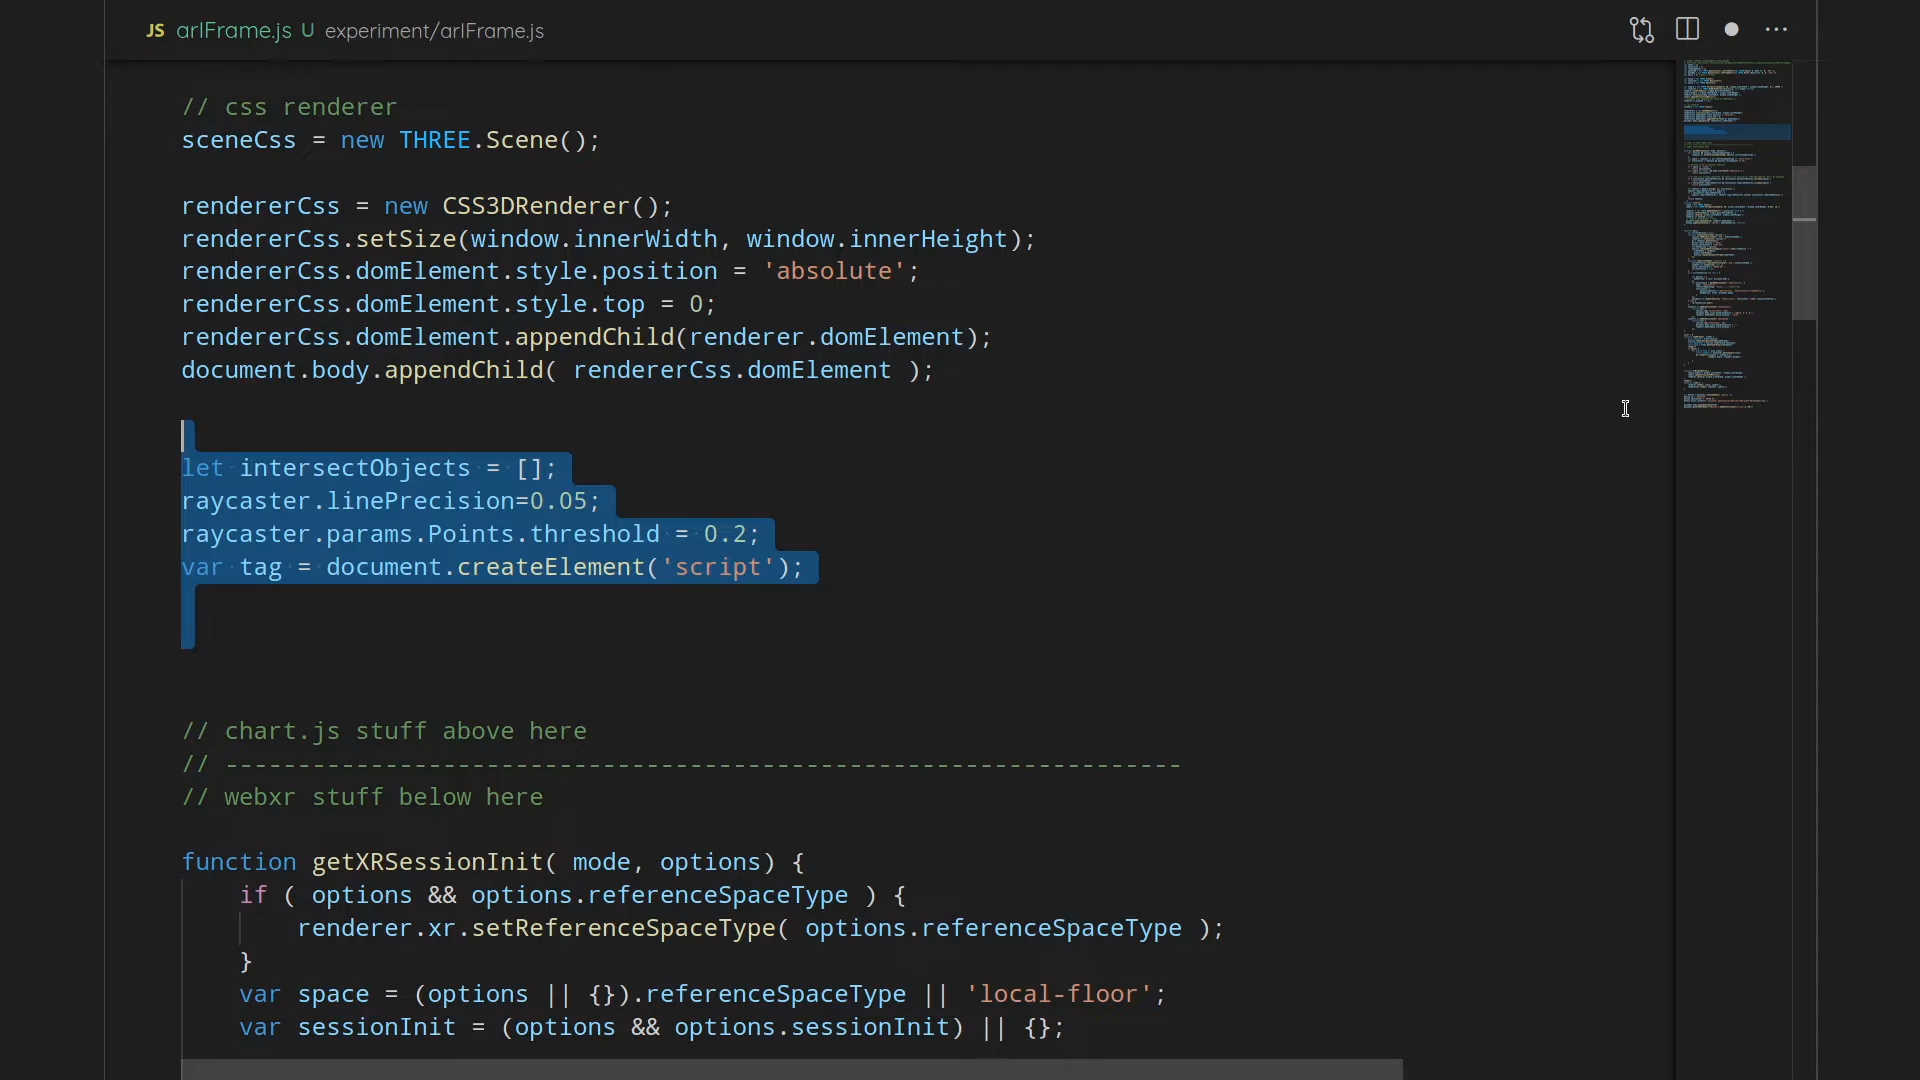 JS arIFrame.js U experiment/arIFrame.js
// css renderer
sceneCss = new THREE.Scene();
rendererCss = new CSS3DRenderer();
rendererCss.setSize(window.innerWidth, window.innerHeight);
rendererCss.domElement.style.position = 'absolute';
rendererCss.domElement.style.top = 0;
rendererCss.domElement.appendChild(renderer.domElement);
document.body.appendChild( rendererCss.domElement );
let intersectObjects = [];
raycaster.linePrecision=0.05;
raycaster.params.Points.threshold = 0.2;
var tag = document.createElement('script');
// chart.js stuff above here
// ------------------------------------------------------------------
// webxr stuff below here
function getXRSessionInit( mode, options) {
if ( options && options.referenceSpaceType ) {
renderer.xr.setReferenceSpaceType( options.referenceSpaceType );
}
var space = (options || {}).referenceSpaceType || 'local-floor';
var sessionInit = (options && options.sessionInit) || {};